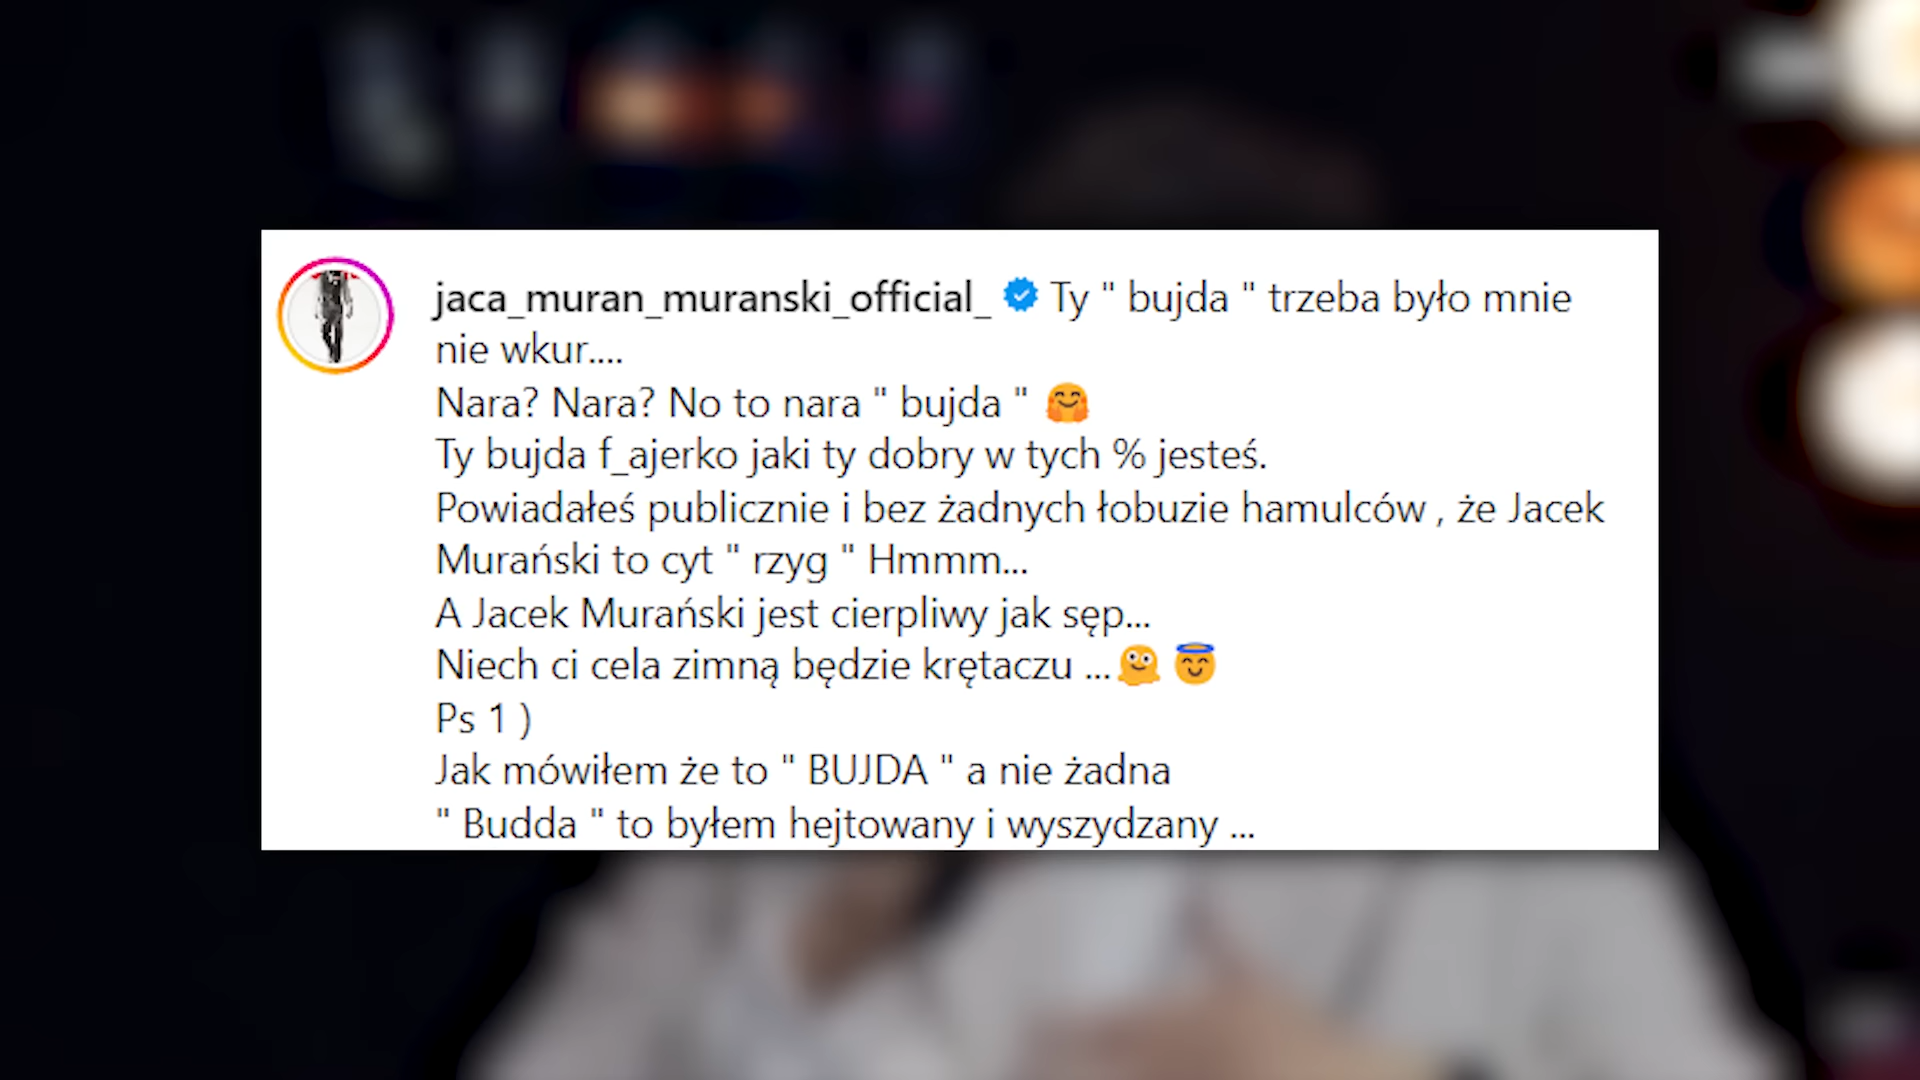 jaca_muran_muranski_official_ Ty " bujda " trzeba było mnie
nie wkur....
Nara? Nara? No to nara " bujda " 🤗
Ty bujda f_ajerko jaki ty dobry w tych % jesteś.
Powiadałeś publicznie i bez żadnych łobuzie hamulców , że Jacek
Murański to cyt " rzyg " Hmmm...
A Jacek Murański jest cierpliwy jak sęp...
Niech ci cela zimną będzie krętaczu ...🫠 😇
Ps 1 )
Jak mówiłem że to " BUJDA " a nie żadna
" Budda " to byłem hejtowany i wyszydzany ...